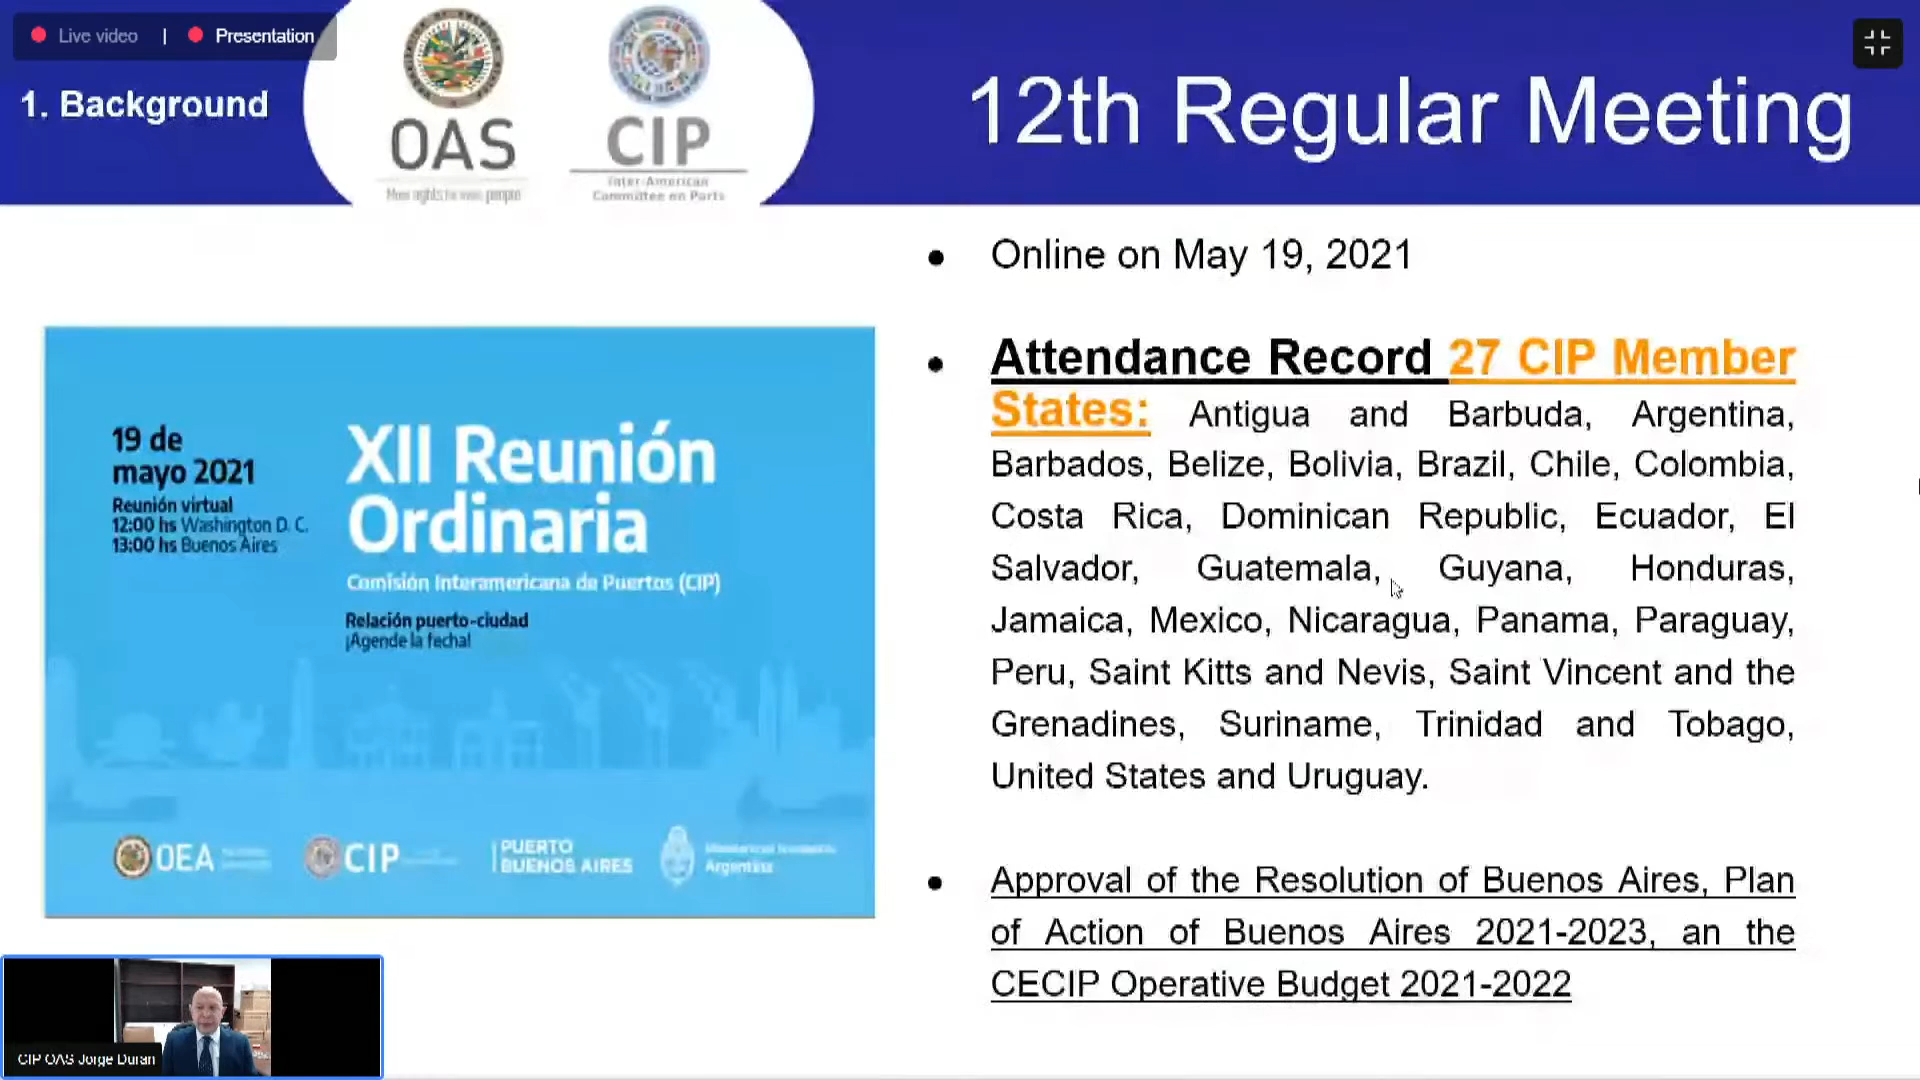 Live video | Presentation
1. Background
OAS
More rights for more people
CIP
Inter-American
Committee on Ports
12th Regular Meeting
19 de
mayo 2021
Reunión virtual
12:00 hs Washington D. C.
13:00 hs Buenos Aires
XII Reunión
Ordinaria
Comisión Interamericana de Puertos (CIP)
Relación puerto-ciudad
¡Agende la fecha!
OEA
CIP
PUERTO
BUENOS AIRES
Argentina
• Online on May 19, 2021
• Attendance Record 27 CIP Member
States: Antigua and Barbuda, Argentina,
Barbados, Belize, Bolivia, Brazil, Chile, Colombia,
Costa Rica, Dominican Republic, Ecuador, El
Salvador, Guatemala, Guyana, Honduras,
Jamaica, Mexico, Nicaragua, Panama, Paraguay,
Peru, Saint Kitts and Nevis, Saint Vincent and the
Grenadines, Suriname, Trinidad and Tobago,
United States and Uruguay.
• Approval of the Resolution of Buenos Aires, Plan
of Action of Buenos Aires 2021-2023, an the
CECIP Operative Budget 2021-2022
CIP OAS Jorge Duran